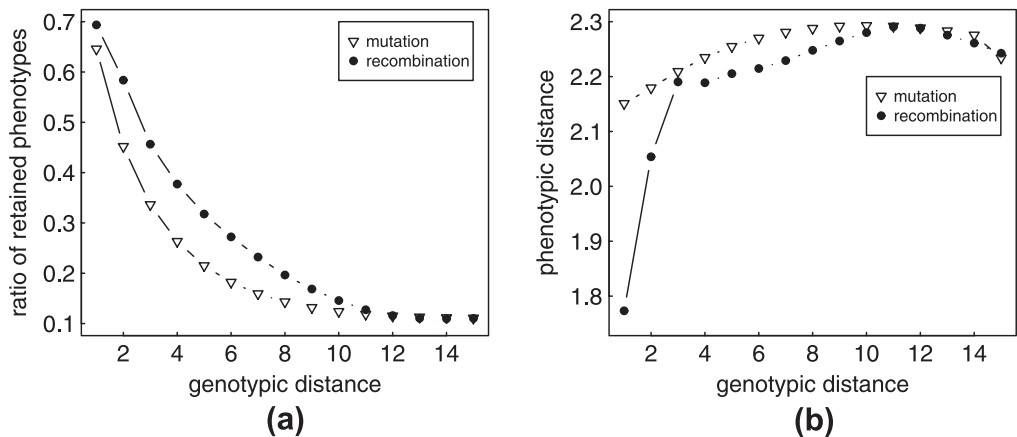 ratio of retained phenotypes
0.7
0.6
0.5
0.4
0.3
0.2
0.1
mutation
recombination
2 4 6 8 10 12 14
genotypic distance
(a)
phenotypic distance
2.3
2.2
2.1
2.0
1.9
1.8
mutation
recombination
2 4 6 8 10 12 14
genotypic distance
(b)